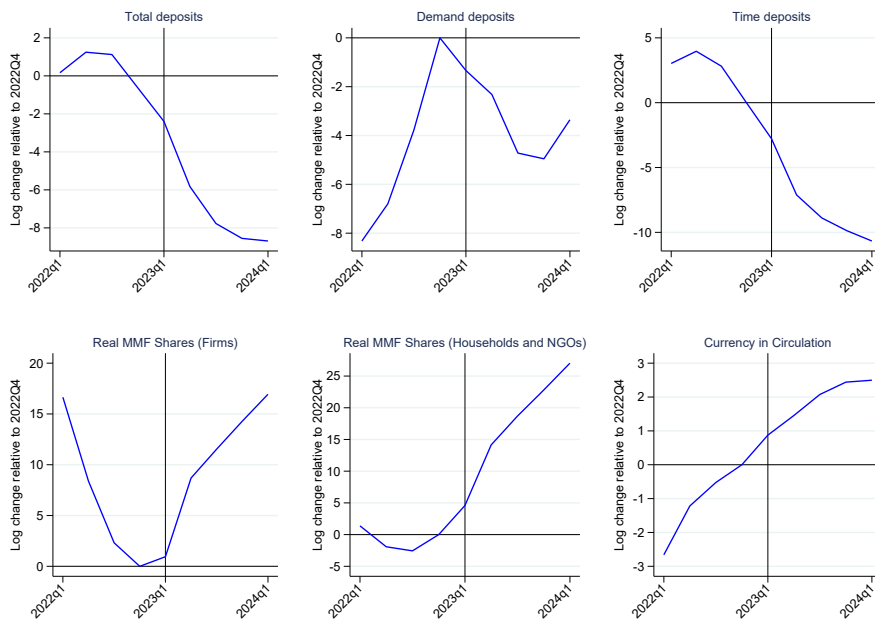 Total deposits
Log change relative to 2022Q4
2
0
-2
-4
-6
-8
2022q1
2023q1
2024q1
Demand deposits
Log change relative to 2022Q4
0
-2
-4
-6
-8
2022q1
2023q1
2024q1
Time deposits
Log change relative to 2022Q4
5
0
-5
-10
2022q1
2023q1
2024q1
Real MMF Shares (Firms)
Log change relative to 2022Q4
20
15
10
5
0
2022q1
2023q1
2024q1
Real MMF Shares (Households and NGOs)
Log change relative to 2022Q4
25
20
15
10
5
0
-5
2022q1
2023q1
2024q1
Currency in Circulation
Log change relative to 2022Q4
3
2
1
0
-1
-2
-3
2022q1
2023q1
2024q1